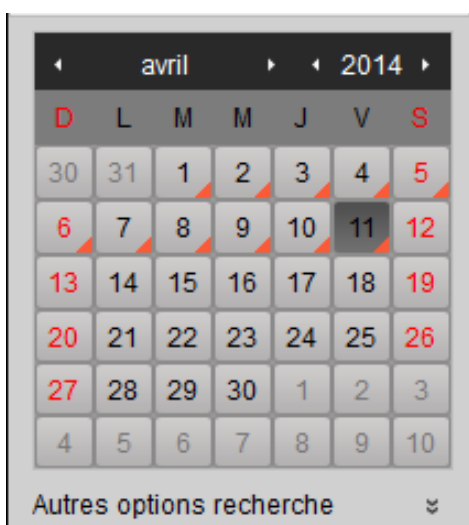 avril 2014
D L M M J V S
30 31 1 2 3 4 5
6 7 8 9 10 11 12
13 14 15 16 17 18 19
20 21 22 23 24 25 26
27 28 29 30 1 2 3
4 5 6 7 8 9 10
Autres options recherche